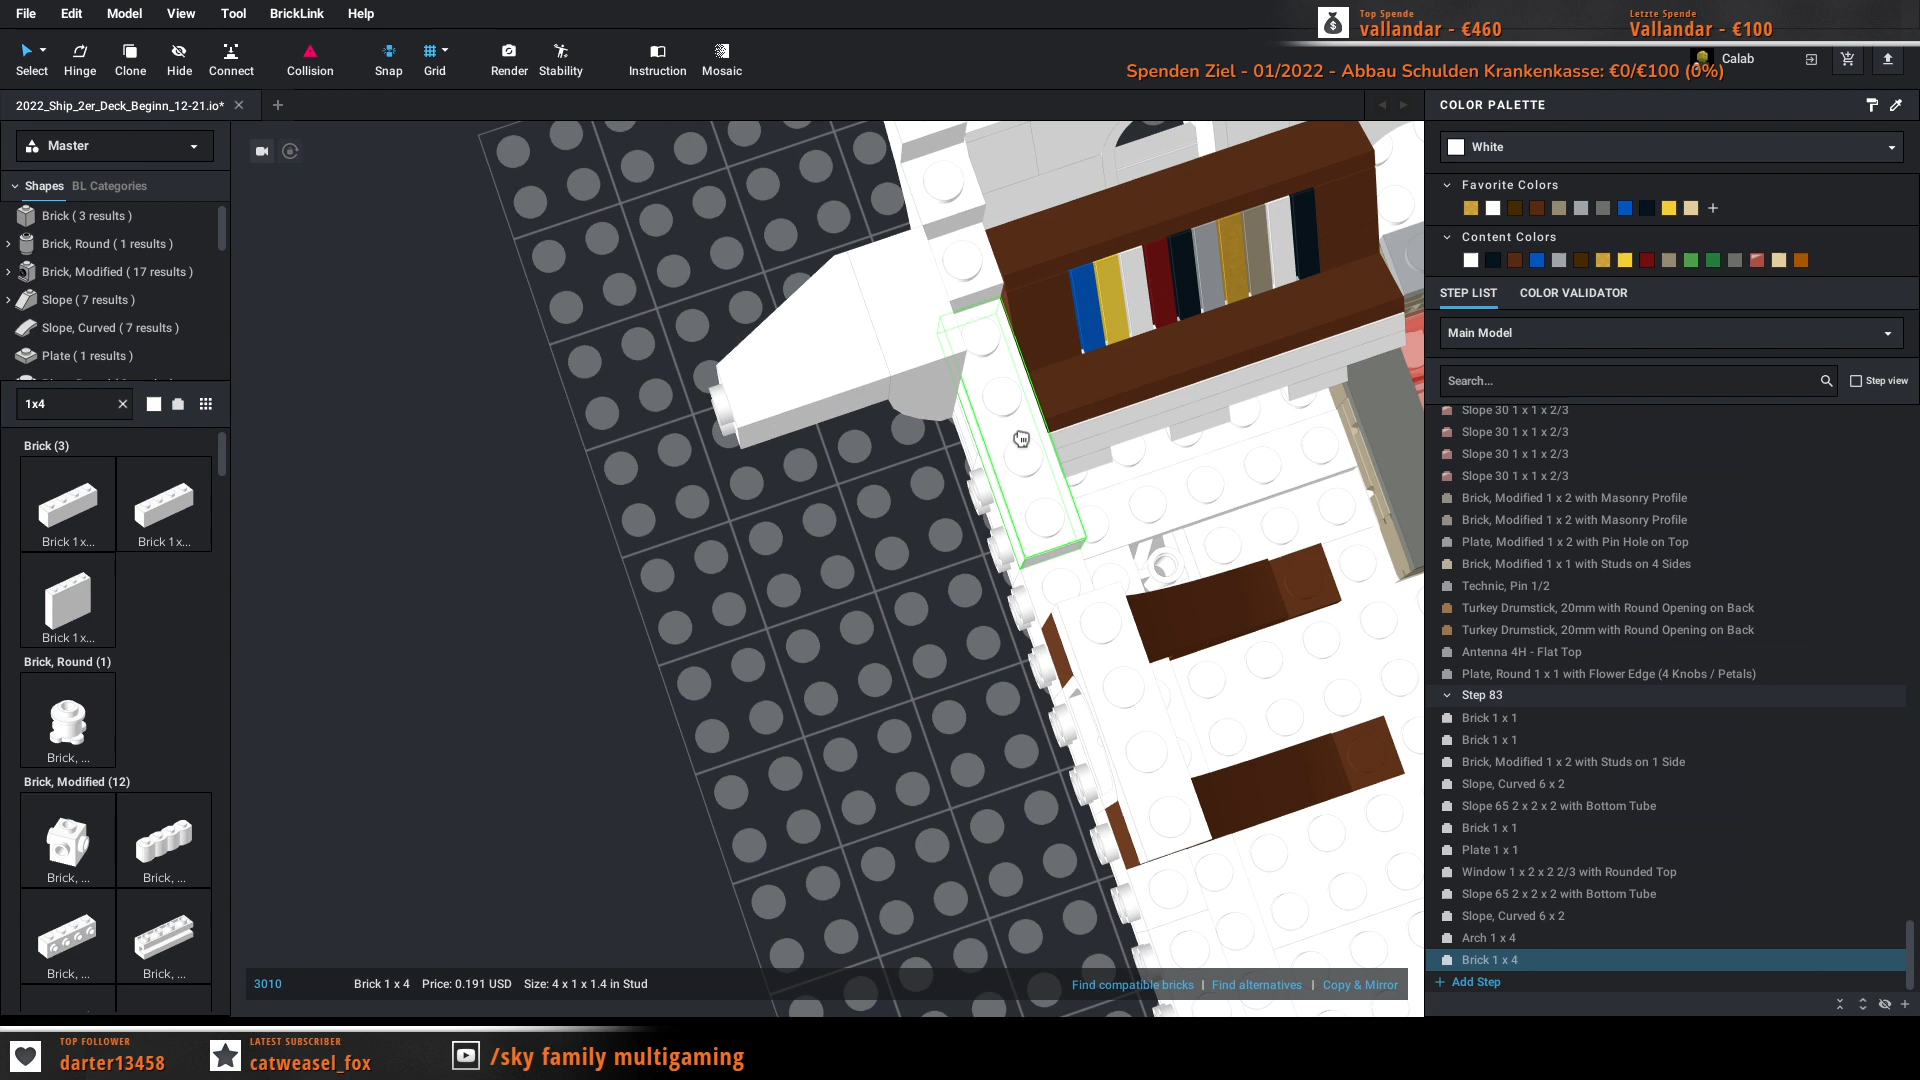 File Edit Model View Tool BrickLink Help
Top Spende
vallandar - €460
Letzte Spende
Vallandar - €100
Select Hinge Clone Hide Connect Collision Snap Grid Render Stability Instruction Mosaic
Calab
Spenden Ziel - 01/2022 - Abbau Schulden Krankenkasse: €0/€100 (0%)
2022_Ship_2er_Deck_Beginn_12-21.io*
Master
Shapes BL Categories
Brick ( 3 results )
Brick, Round ( 1 results )
Brick, Modified ( 17 results )
Slope ( 7 results )
Slope, Curved ( 7 results )
Plate ( 1 results )
1x4
Brick (3)
Brick 1x... Brick 1x...
Brick 1x...
Brick, Round (1)
Brick, ...
Brick, Modified (12)
Brick, ... Brick, ...
Brick, ... Brick, ...
3010 Brick 1 x 4 Price: 0.191 USD Size: 4 x 1 x 1.4 in Stud
Find compatible bricks | Find alternatives | Copy & Mirror
COLOR PALETTE
White
Favorite Colors
Content Colors
STEP LIST COLOR VALIDATOR
Main Model
Search...
Step view
Slope 30 1 x 1 x 2/3
Slope 30 1 x 1 x 2/3
Slope 30 1 x 1 x 2/3
Slope 30 1 x 1 x 2/3
Brick, Modified 1 x 2 with Masonry Profile
Brick, Modified 1 x 2 with Masonry Profile
Plate, Modified 1 x 2 with Pin Hole on Top
Brick, Modified 1 x 1 with Studs on 4 Sides
Technic, Pin 1/2
Turkey Drumstick, 20mm with Round Opening on Back
Turkey Drumstick, 20mm with Round Opening on Back
Antenna 4H - Flat Top
Plate, Round 1 x 1 with Flower Edge (4 Knobs / Petals)
Step 83
Brick 1 x 1
Brick 1 x 1
Brick, Modified 1 x 2 with Studs on 1 Side
Slope, Curved 6 x 2
Slope 65 2 x 2 x 2 with Bottom Tube
Brick 1 x 1
Plate 1 x 1
Window 1 x 2 x 2 2/3 with Rounded Top
Slope 65 2 x 2 x 2 with Bottom Tube
Slope, Curved 6 x 2
Arch 1 x 4
Brick 1 x 4
Add Step
TOP FOLLOWER
darter13458
LATEST SUBSCRIBER
catweasel_fox
/sky family multigaming